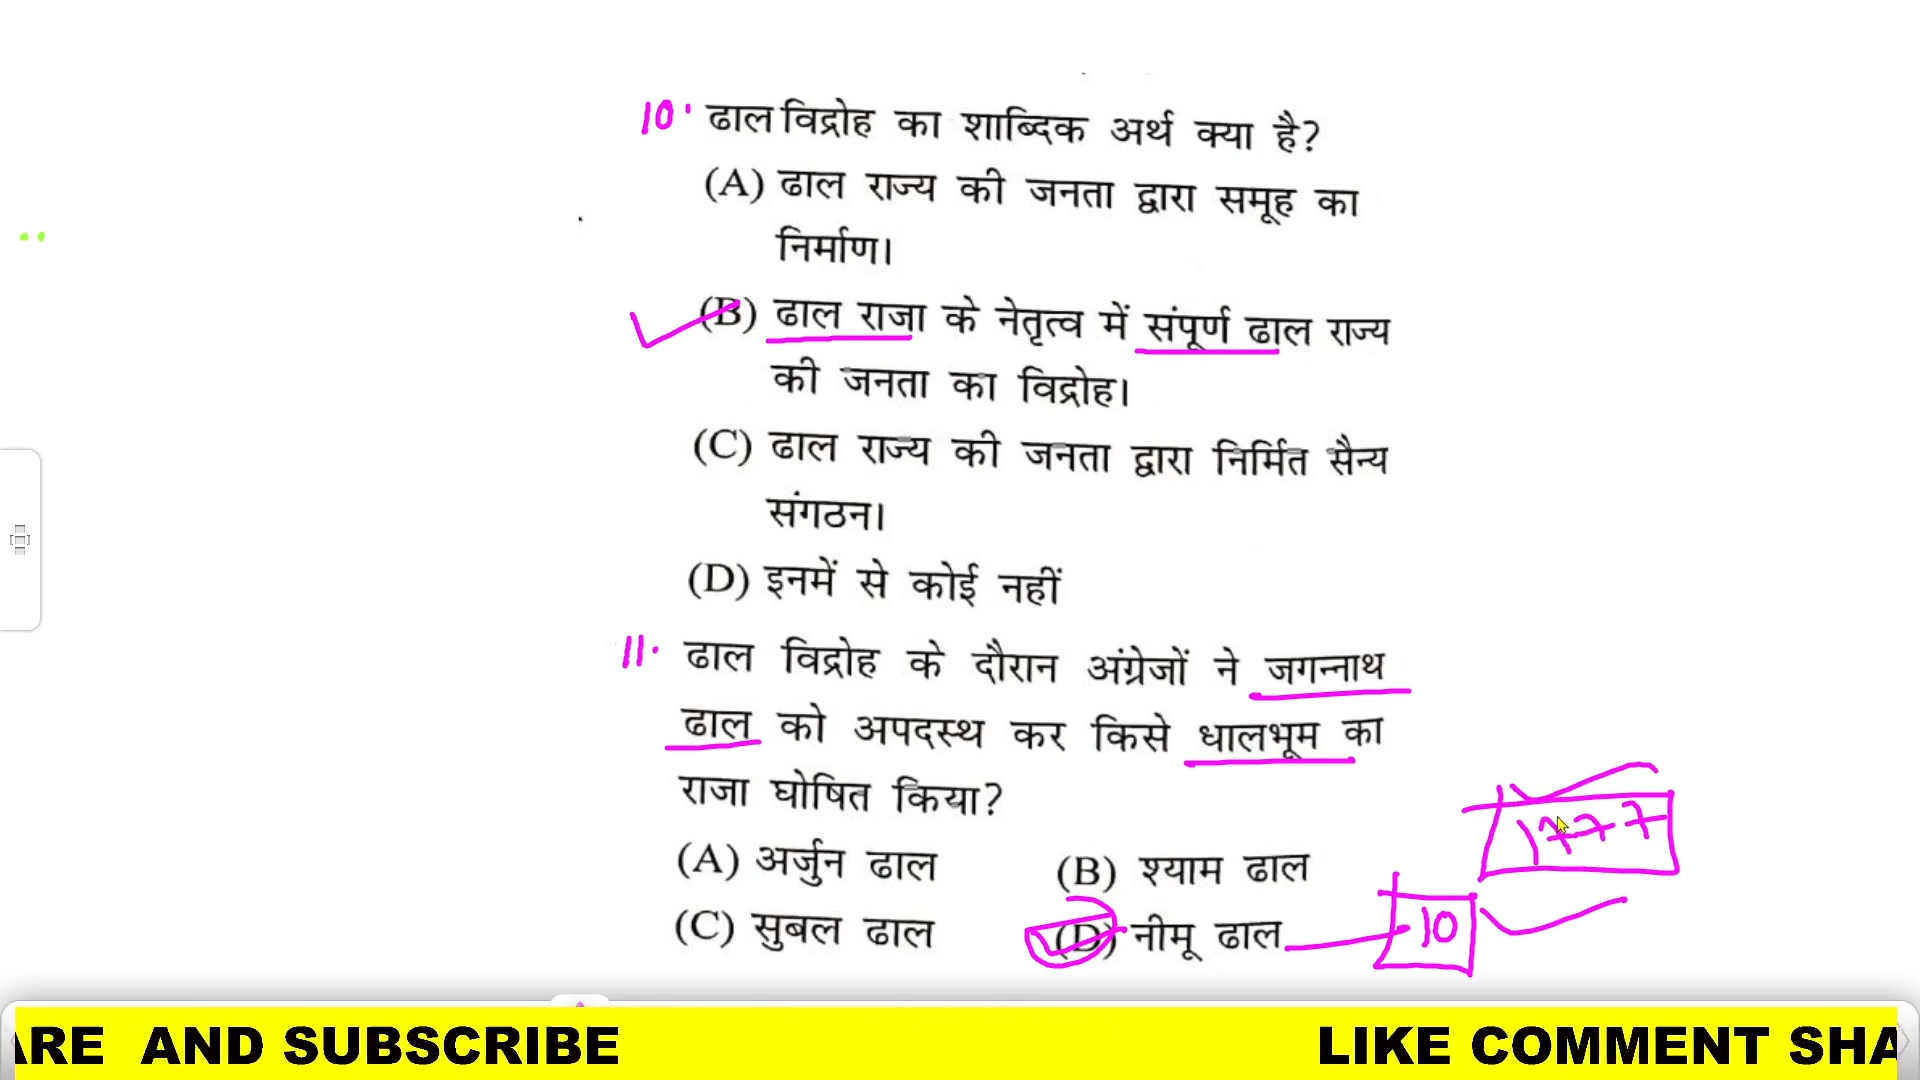 10. ढाल विद्रोह का शाब्दिक अर्थ क्या है?
(A) ढाल राज्य की जनता द्वारा समूह का
निर्माण।
(B) ढाल राजा के नेतृत्व में संपूर्ण ढाल राज्य
की जनता का विद्रोह।
(C) ढाल राज्य की जनता द्वारा निर्मित सैन्य
संगठन।
(D) इनमें से कोई नहीं
11. ढाल विद्रोह के दौरान अंग्रेजों ने जगन्नाथ
ढाल को अपदस्थ कर किसे धालभूम का
राजा घोषित किया?
1777
(A) अर्जुन ढाल (B) श्याम ढाल
(C) सुबल ढाल (D) नीमू ढाल 10
ARE AND SUBSCRIBE LIKE COMMENT SHA